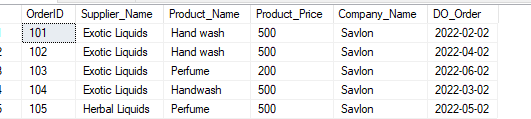 OrderID Supplier_Name Product_Name Product_Price Company_Name DO_Order
101 Exotic Liquids Hand wash 500 Savlon 2022-02-02
2 102 Exotic Liquids Hand wash 500 Savlon 2022-04-02
3 103 Exotic Liquids Perfume 200 Savlon 2022-06-02
4 104 Exotic Liquids Handwash 500 Savlon 2022-03-02
5 105 Herbal Liquids Perfume 500 Savlon 2022-05-02